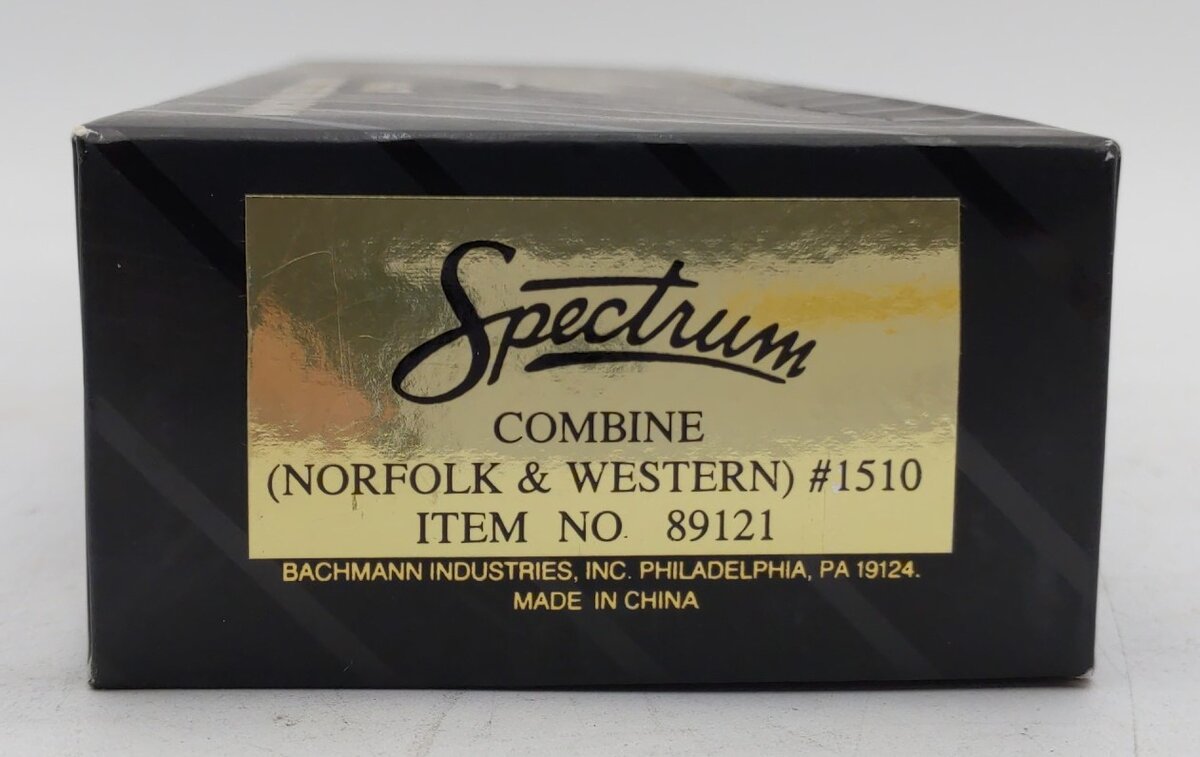 Spectrum
COMBINE
(NORFOLK & WESTERN) #1510
ITEM NO. 89121
BACHMANN INDUSTRIES, INC. PHILADELPHIA, PA 19124.
MADE IN CHINA